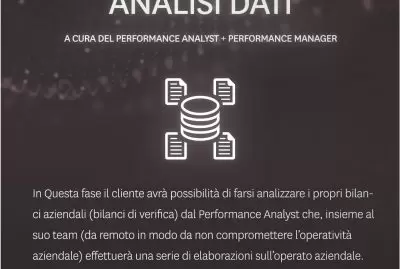 ANALISI DATI
A CURA DEL PERFORMANCE ANALYST + PERFORMANCE MANAGER
In Questa fase il cliente avrà possibilità di farsi analizzare i propri bilan-
ci aziendali (bilanci di verifica) dal Performance Analyst che, insieme al
suo team (da remoto in modo da non compromettere l'operatività
aziendale) effettuerà una serie di elaborazioni sull'operato aziendale.